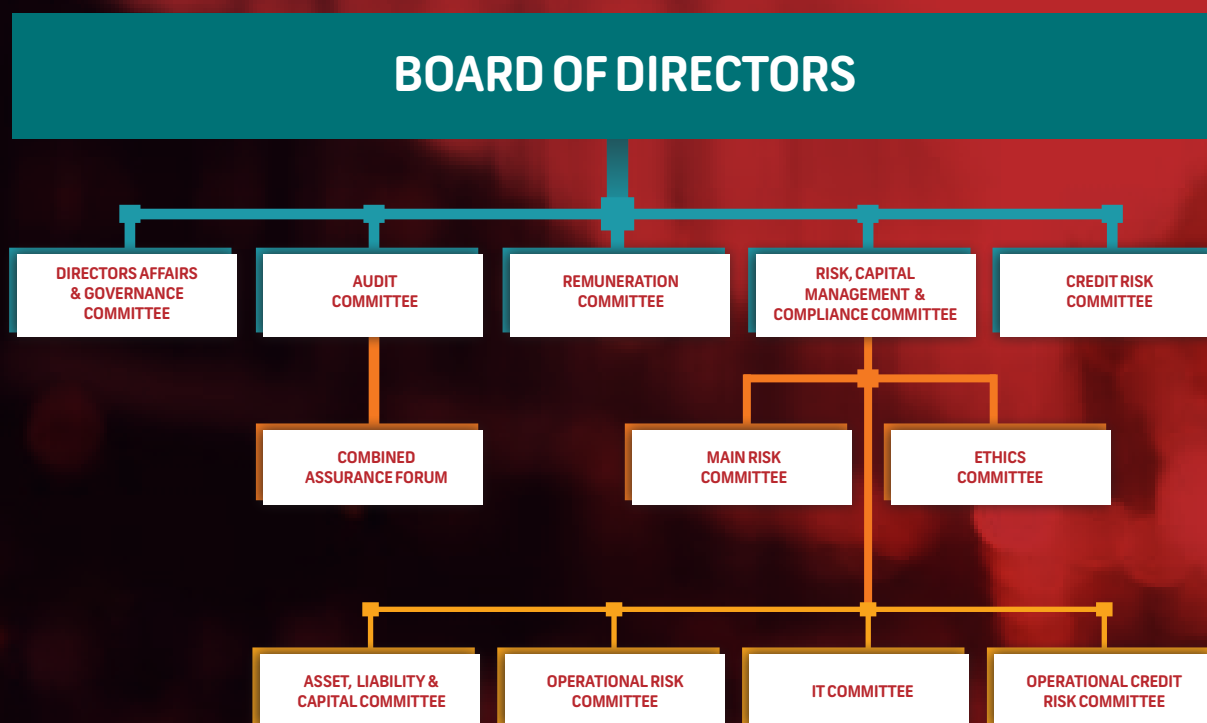 BOARD OF DIRECTORS
DIRECTORS AFFAIRS
& GOVERNANCE
COMMITTEE
AUDIT
COMMITTEE
REMUNERATION
COMMITTEE
RISK, CAPITAL
MANAGEMENT &
COMPLIANCE COMMITTEE
CREDIT RISK
COMMITTEE
COMBINED
ASSURANCE FORUM
MAIN RISK
COMMITTEE
ETHICS
COMMITTEE
ASSET, LIABILITY &
CAPITAL COMMITTEE
OPERATIONAL RISK
COMMITTEE
IT COMMITTEE
OPERATIONAL CREDIT
RISK COMMITTEE